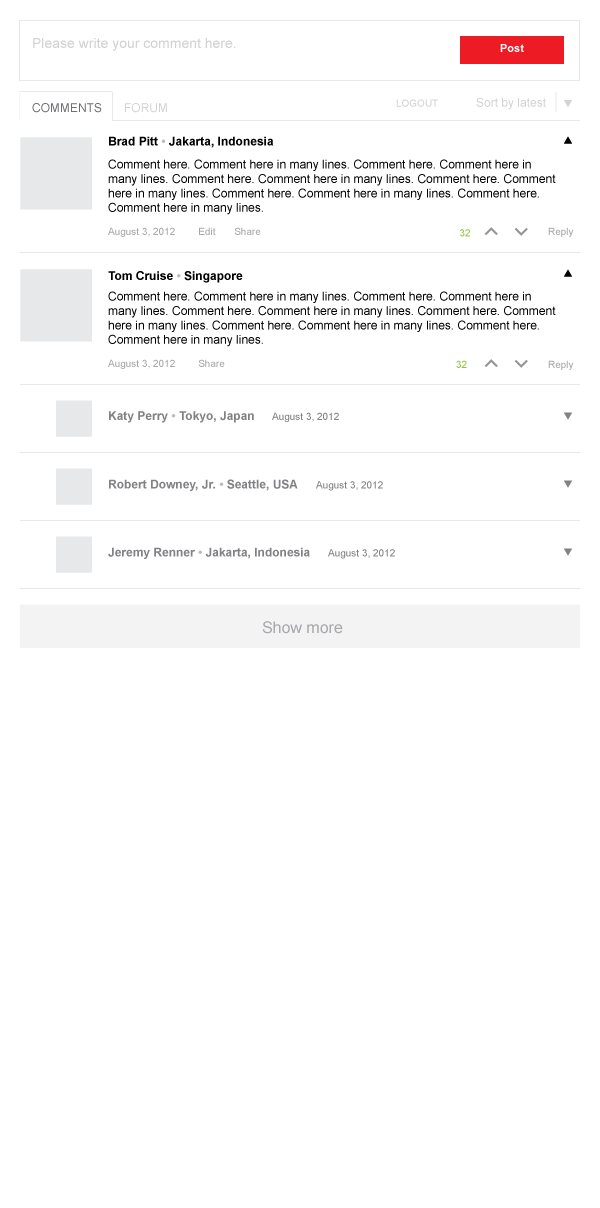 Please write your comment here.
Post
COMMENTS
FORUM
LOGOUT
Sort by latest
Brad Pitt • Jakarta, Indonesia
Comment here. Comment here in many lines. Comment here. Comment here in
many lines. Comment here. Comment here in many lines. Comment here. Comment
here in many lines. Comment here. Comment here in many lines. Comment here.
Comment here in many lines.
August 3, 2012 Edit Share 32 Reply
Tom Cruise • Singapore
Comment here. Comment here in many lines. Comment here. Comment here in
many lines. Comment here. Comment here in many lines. Comment here. Comment
here in many lines. Comment here. Comment here in many lines. Comment here.
Comment here in many lines.
August 3, 2012 Share 32 Reply
Katy Perry • Tokyo, Japan August 3, 2012
Robert Downey, Jr. • Seattle, USA August 3, 2012
Jeremy Renner • Jakarta, Indonesia August 3, 2012
Show more